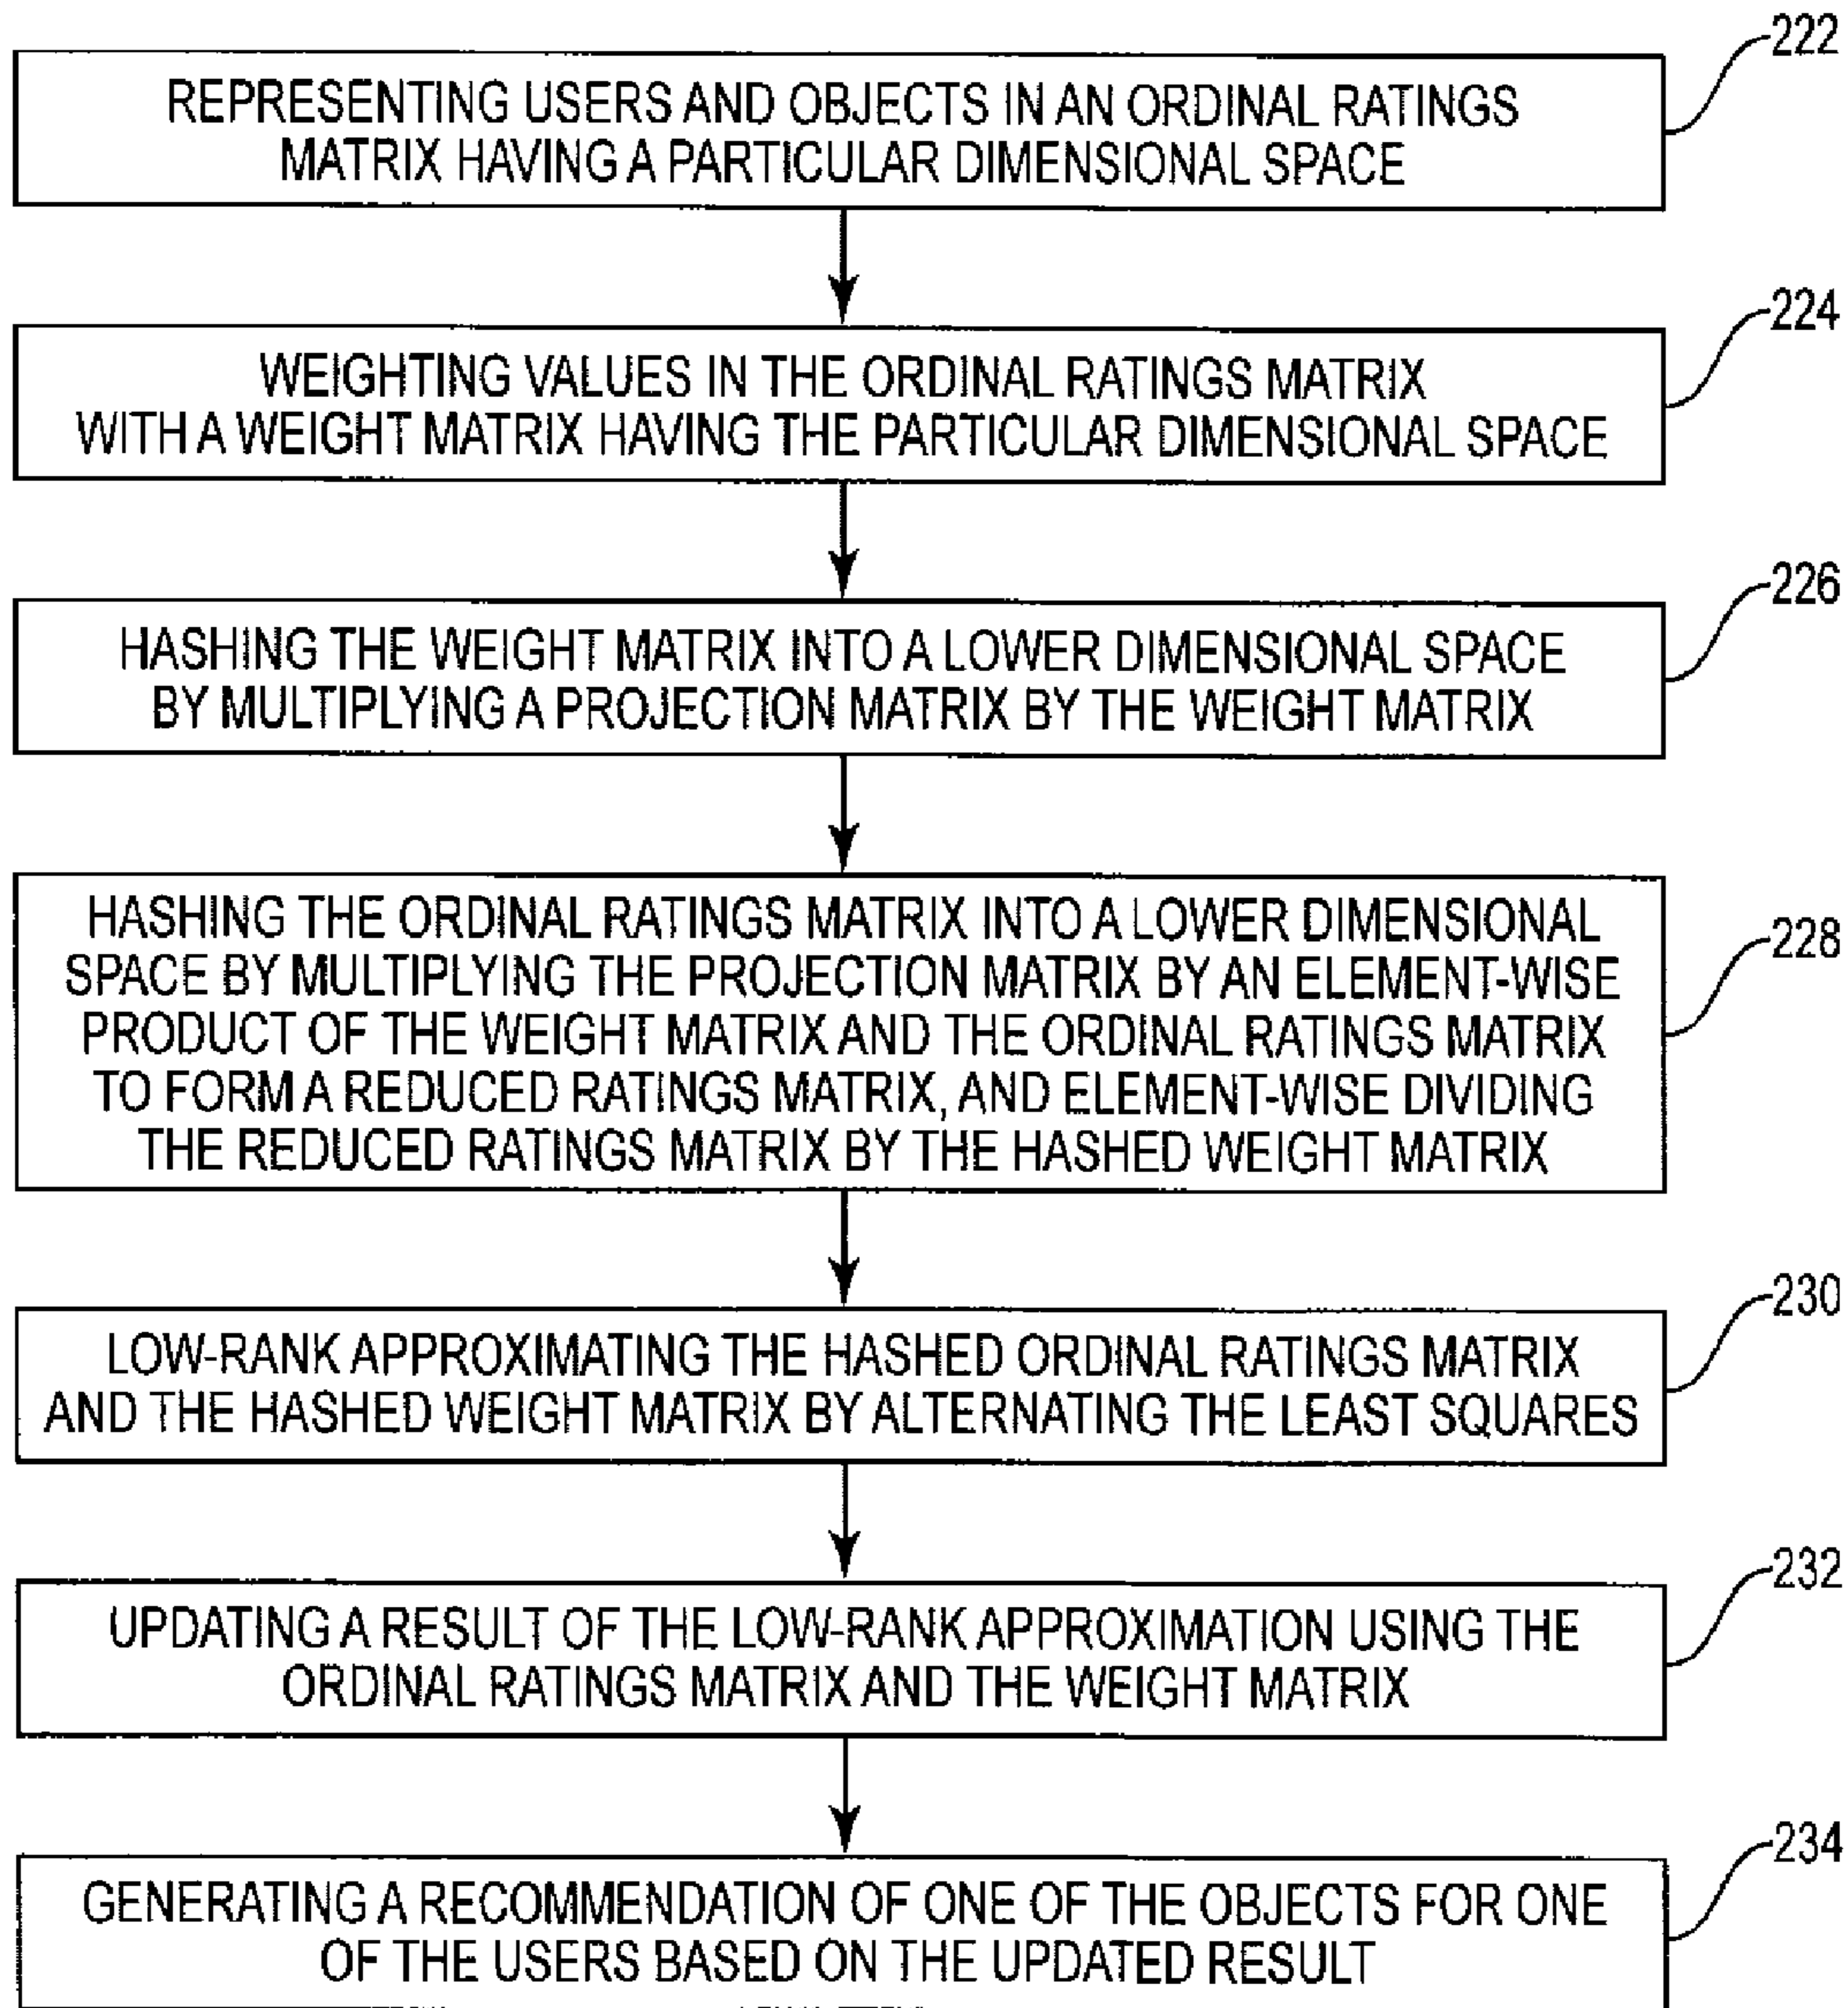 222
REPRESENTING USERS AND OBJECTS IN AN ORDINAL RATINGS
MATRIX HAVING A PARTICULAR DIMENSIONAL SPACE
224
WEIGHTING VALUES IN THE ORDINAL RATINGS MATRIX
WITH A WEIGHT MATRIX HAVING THE PARTICULAR DIMENSIONAL SPACE
226
HASHING THE WEIGHT MATRIX INTO A LOWER DIMENSIONAL SPACE
BY MULTIPLYING A PROJECTION MATRIX BY THE WEIGHT MATRIX
HASHING THE ORDINAL RATINGS MATRIX INTO A LOWER DIMENSIONAL
228
SPACE BY MULTIPLYING THE PROJECTION MATRIX BY AN ELEMENT-WISE
PRODUCT OF THE WEIGHT MATRIX AND THE ORDINAL RATINGS MATRIX
TO FORM A REDUCED RATINGS MATRIX, AND ELEMENT-WISE DIVIDING
THE REDUCED RATINGS MATRIX BY THE HASHED WEIGHT MATRIX
230
LOW-RANK APPROXIMATING THE HASHED ORDINAL RATINGS MATRIX
AND THE HASHED WEIGHT MATRIX BY ALTERNATING THE LEAST SQUARES
232
UPDATING A RESULT OF THE LOW-RANK APPROXIMATION USING THE
ORDINAL RATINGS MATRIX AND THE WEIGHT MATRIX
234
GENERATING A RECOMMENDATION OF ONE OF THE OBJECTS FOR ONE
OF THE USERS BASED ON THE UPDATED RESULT